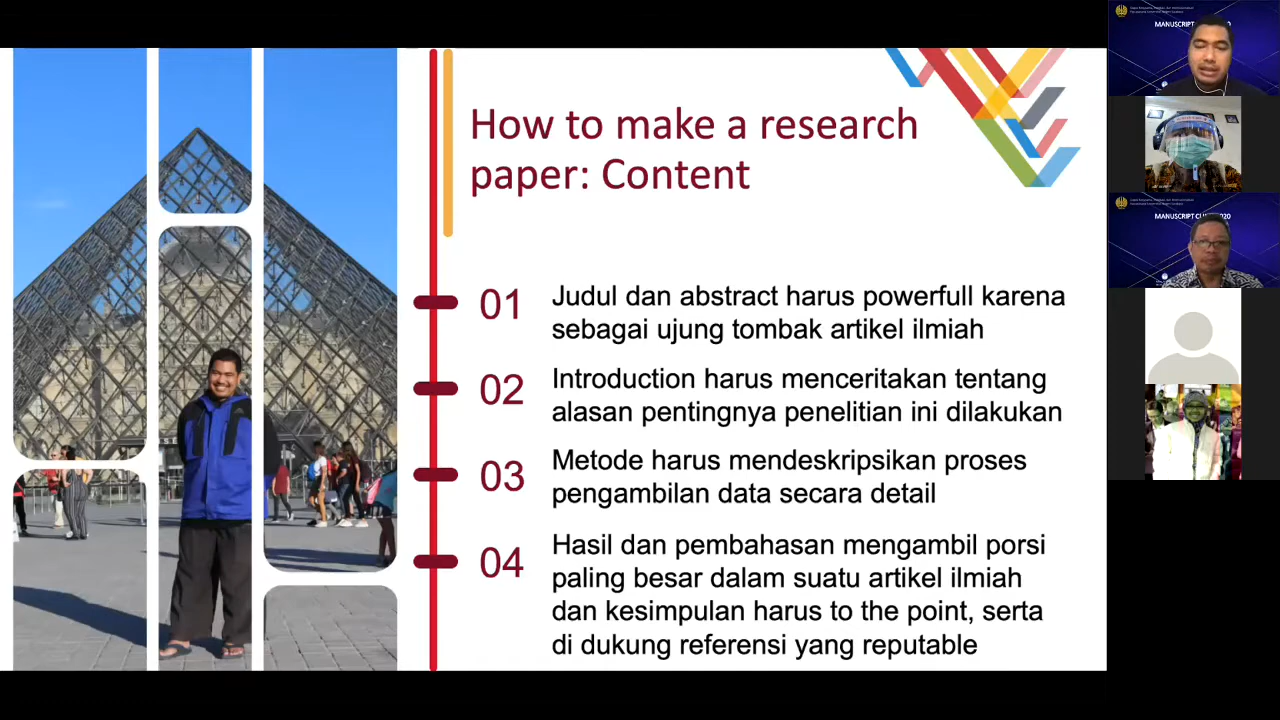 How to make a research
paper: Content
01
Judul dan abstract harus powerfull karena
sebagai ujung tombak artikel ilmiah
02
Introduction harus menceritakan tentang
alasan pentingnya penelitian ini dilakukan
03
Metode harus mendeskripsikan proses
pengambilan data secara detail
04
Hasil dan pembahasan mengambil porsi
paling besar dalam suatu artikel ilmiah
dan kesimpulan harus to the point, serta
di dukung referensi yang reputable
MANUSCRIPT
MANUSCRIPT